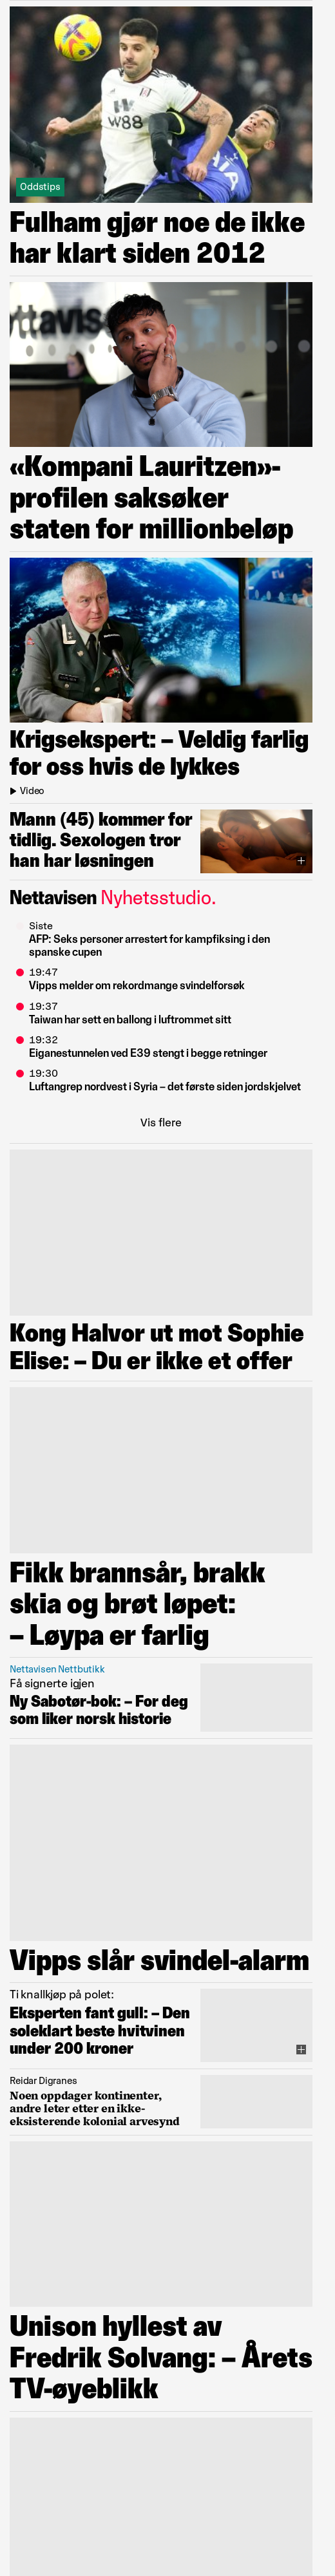 W88
Oddstips
Fulham gjør noe de ikke
har klart siden 2012
ttavis
«Kompani Lauritzen»-
profilen saksøker
staten for millionbeløp
Krigsekspert: – Veldig farlig
for oss hvis de lykkes
Video
Mann (45) kommer for
tidlig. Sexologen tror
han har løsningen
Nettavisen Nyhetsstudio.
Siste
AFP: Seks personer arrestert for kampfiksing i den
spanske cupen
19:47
Vipps melder om rekordmange svindelforsøk
19:37
Taiwan har sett en ballong i luftrommet sitt
19:32
Eiganestunnelen ved E39 stengt i begge retninger
19:30
Luftangrep nordvest i Syria – det første siden jordskjelvet
Vis flere
Kong Halvor ut mot Sophie
Elise: – Du er ikke et offer
Fikk brannsår, brakk
skia og brøt løpet:
– Løypa er farlig
Nettavisen Nettbutikk
Få signerte igjen
Ny Sabotør-bok: – For deg
som liker norsk historie
Vipps slår svindel-alarm
Ti knallkjøp på polet:
Eksperten fant gull: – Den
soleklart beste hvitvinen
under 200 kroner
Reidar Digranes
Noen oppdager kontinenter,
andre leter etter en ikke-
eksisterende kolonial arvesynd
Unison hyllest av
Fredrik Solvang: – Årets
TV-øyeblikk